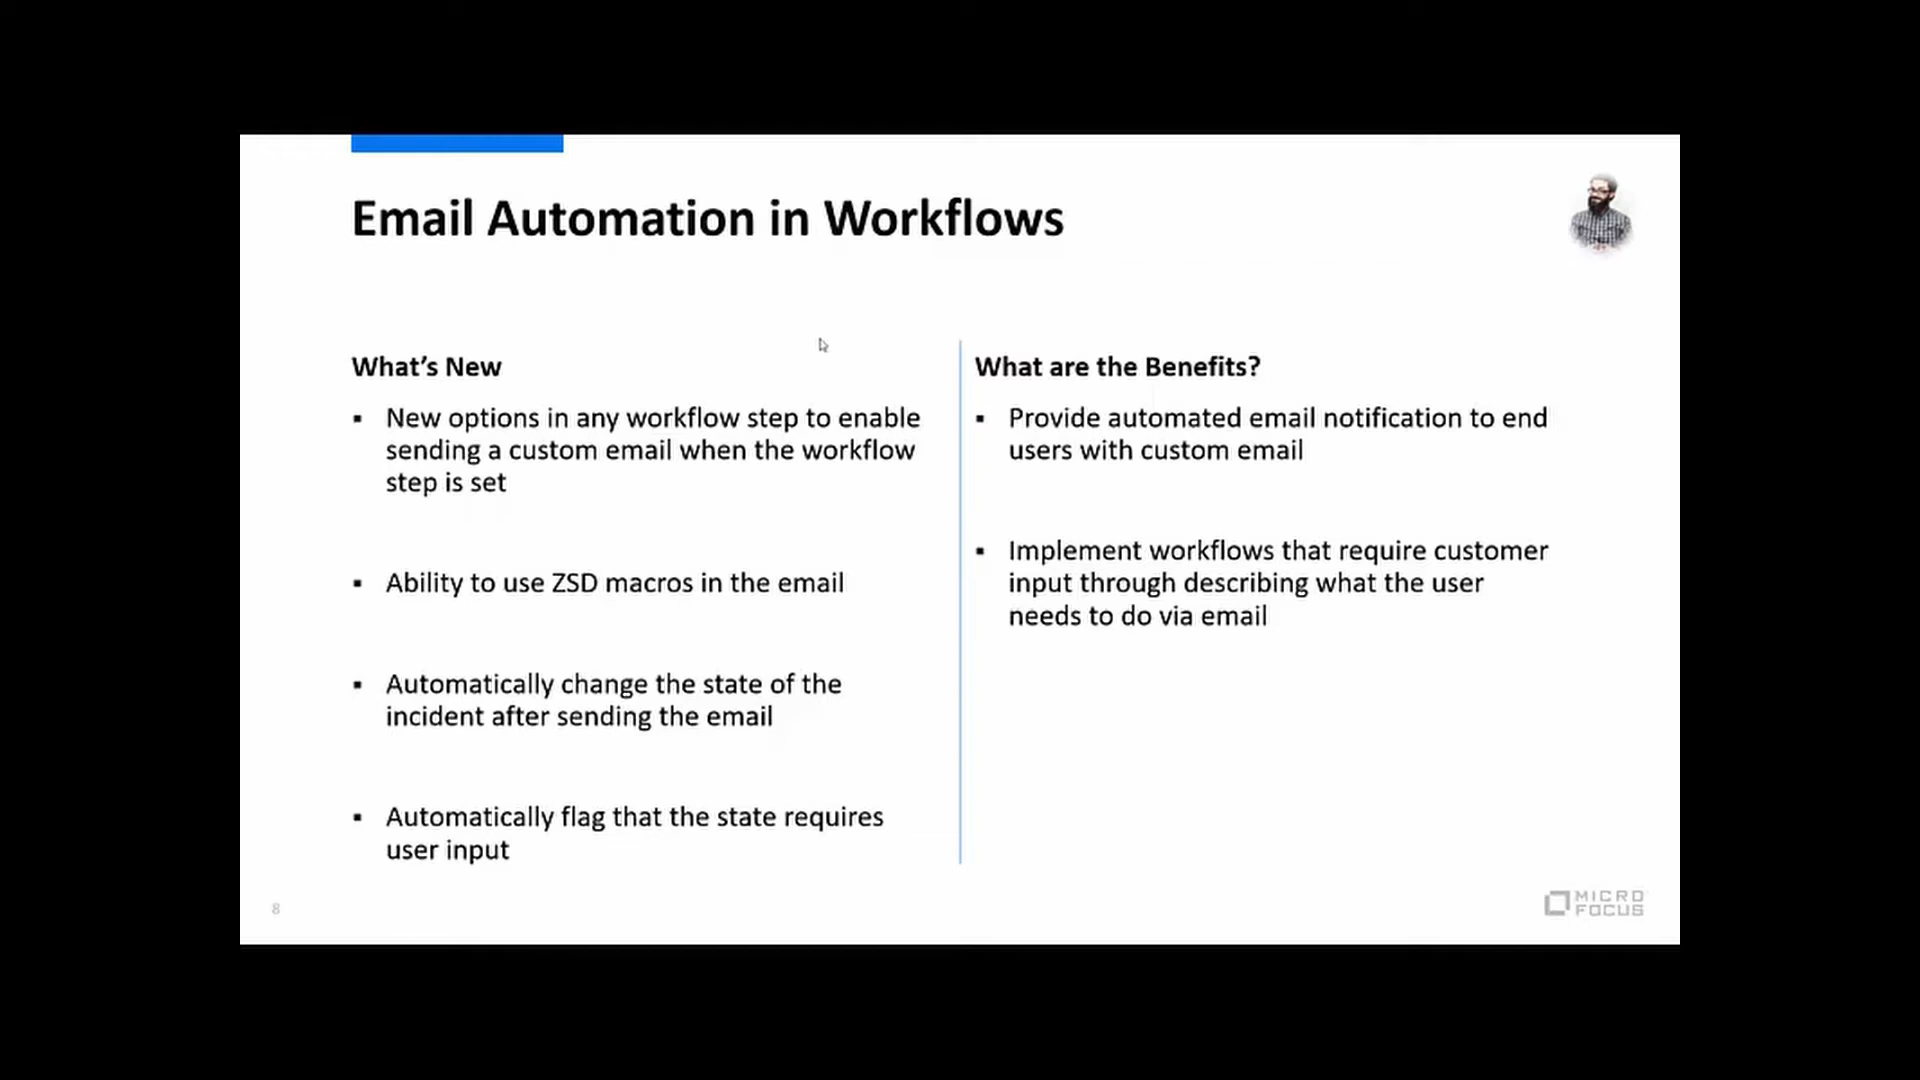 Email Automation in Workflows
What's New
▪ New options in any workflow step to enable
sending a custom email when the workflow
step is set
▪ Ability to use ZSD macros in the email
▪ Automatically change the state of the
incident after sending the email
▪ Automatically flag that the state requires
user input
What are the Benefits?
▪ Provide automated email notification to end
users with custom email
▪ Implement workflows that require customer
input through describing what the user
needs to do via email
8
MICRO
FOCUS